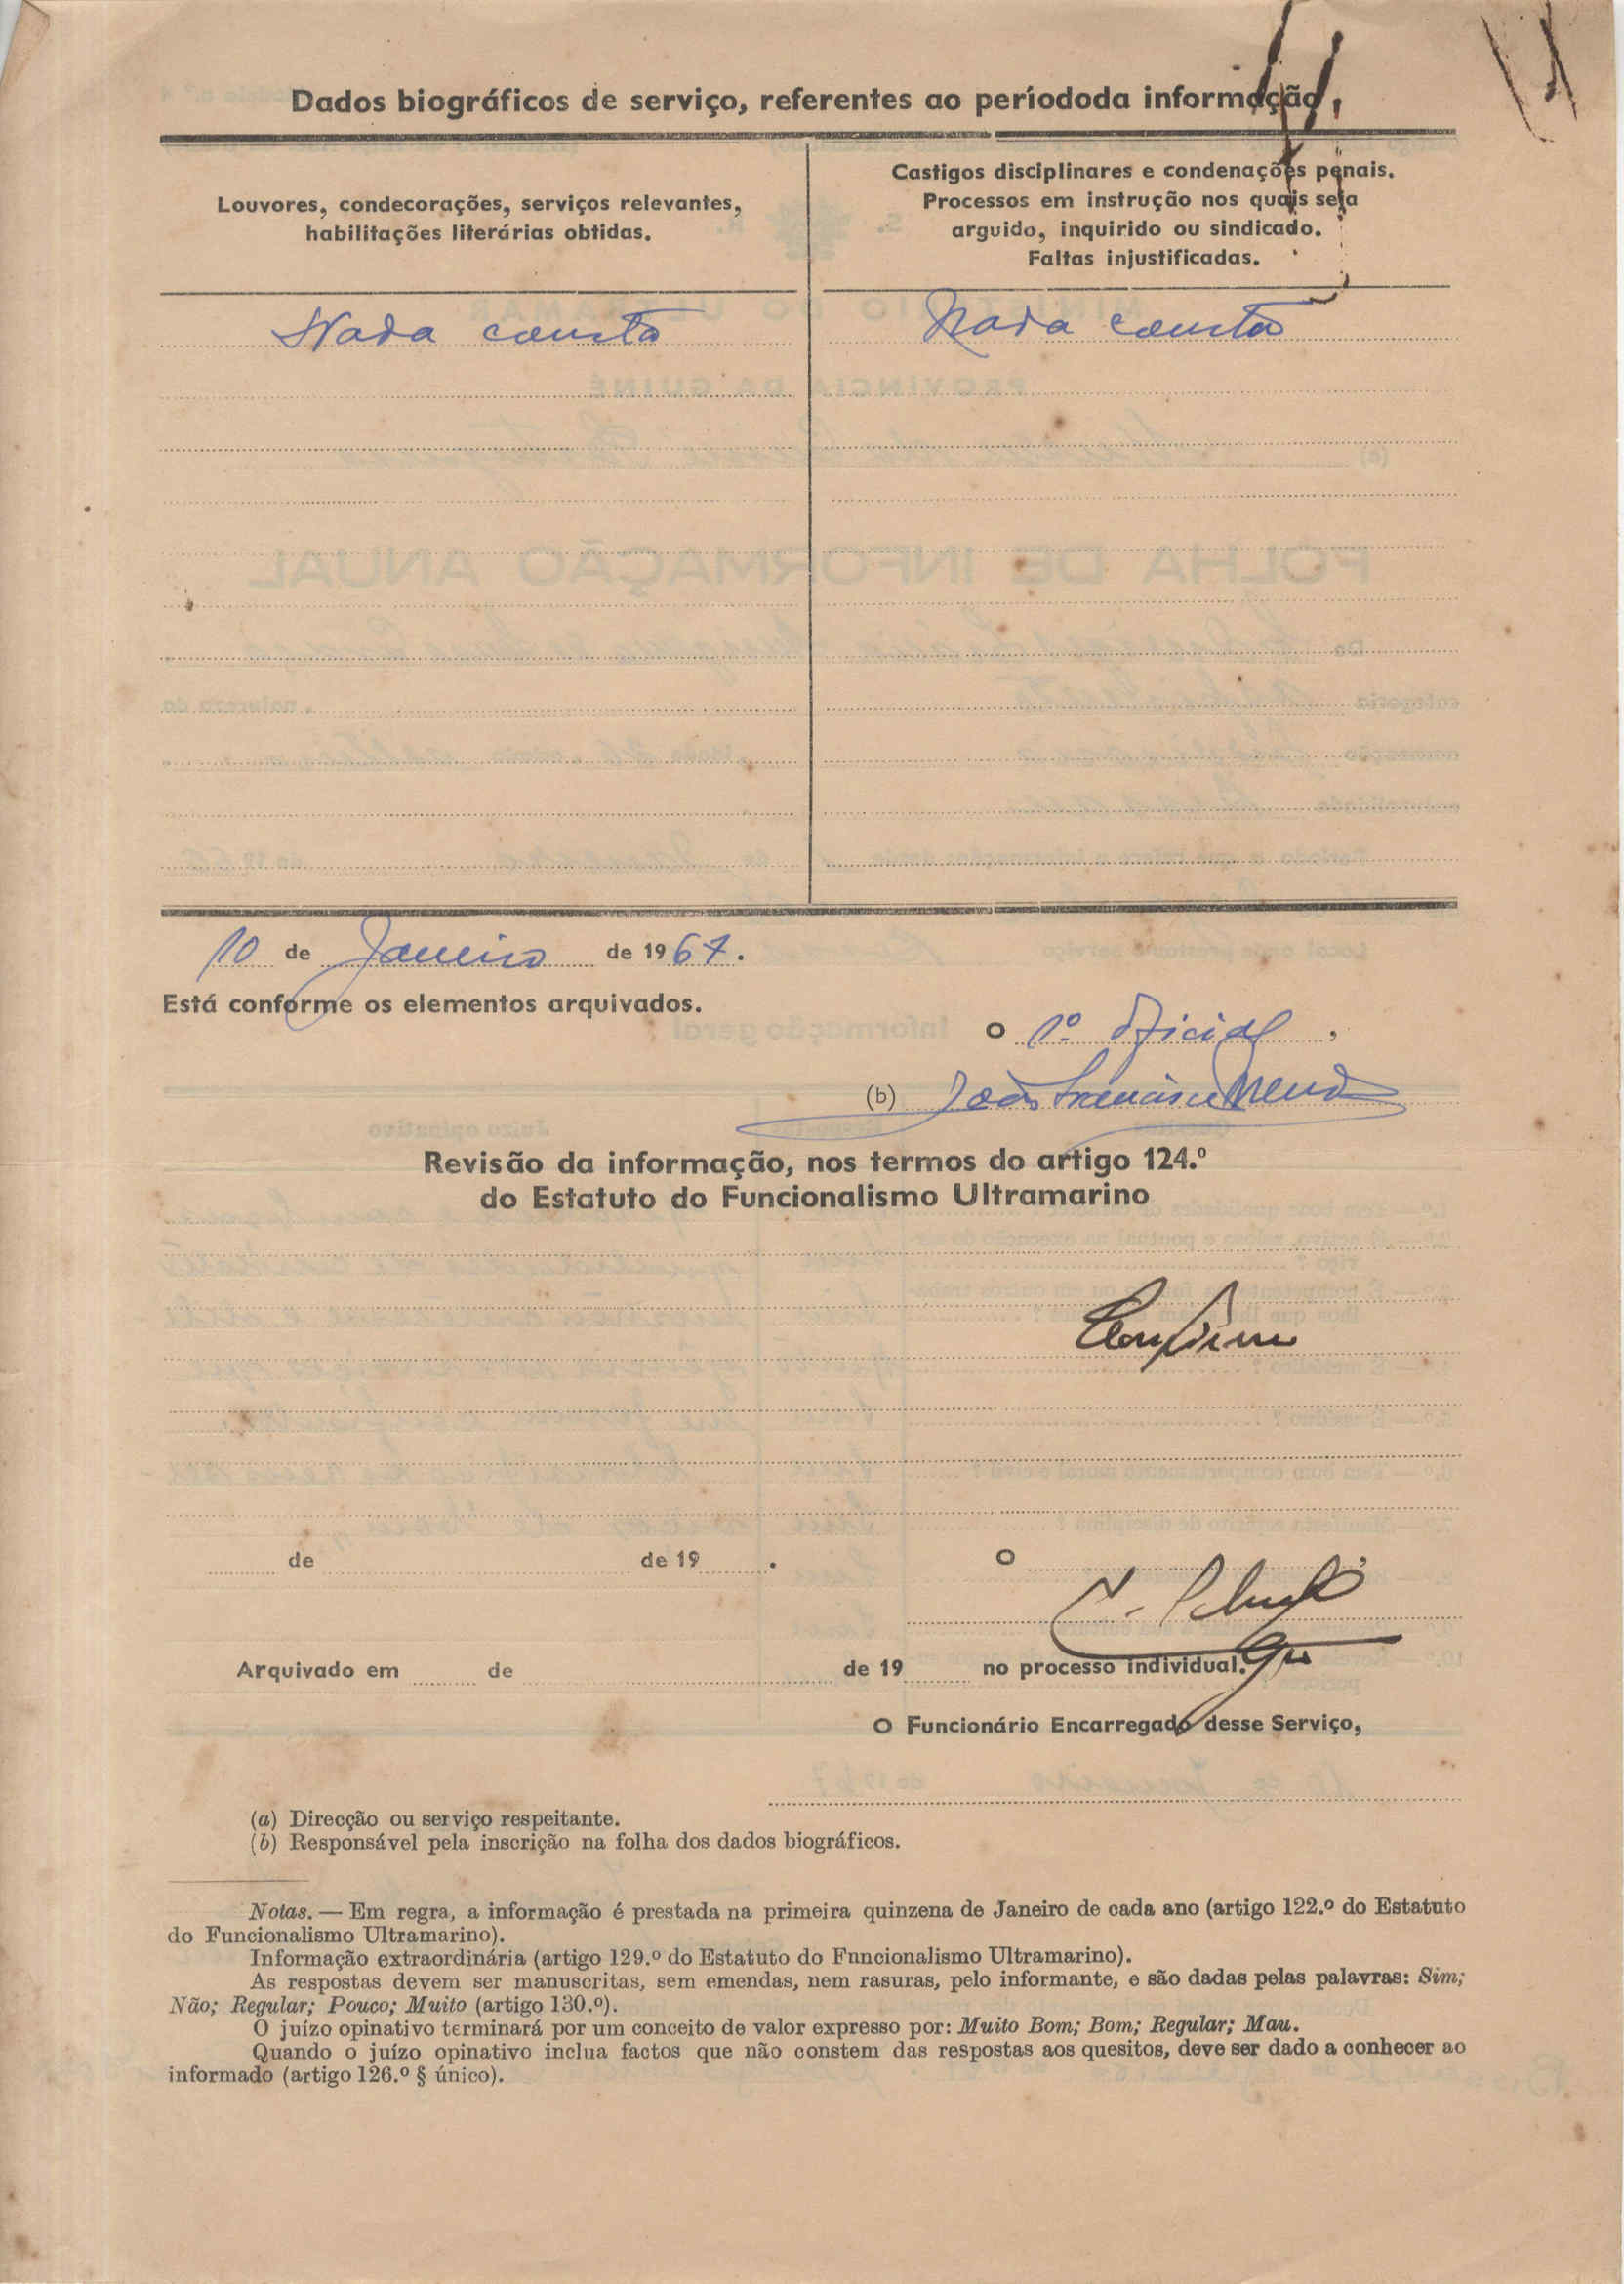 Dados biográficos de serviço, referentes ao períododa informação,
Louvores, condecorações, serviços relevantes,
habilitações literárias obtidas.
Castigos disciplinares e condenações penais.
Processos em instrução nos quais seja
arguido, inquirido ou sindicado.
Faltas injustificadas.
Nada consta
Nada consta
10 de Janeiro de 1967.
Está conforme os elementos arquivados.
O 1º. Oficial,
(b) João Francisco
Revisão da informação, nos termos do artigo 124.º
do Estatuto do Funcionalismo Ultramarino
Confirmo
de de 19 .
O
Arquivado em de de 19 no processo individual.
O Funcionário Encarregado desse Serviço,
(a) Direcção ou serviço respeitante.
(b) Responsável pela inscrição na folha dos dados biográficos.
Notas. — Em regra, a informação é prestada na primeira quinzena de Janeiro de cada ano (artigo 122.º do Estatuto
do Funcionalismo Ultramarino).
Informação extraordinária (artigo 129.º do Estatuto do Fnncionalismo Ultramarino).
As respostas devem ser manuscritas, sem emendas, nem rasuras, pelo informante, e são dadas pelas palavras: Sim;
Não; Regular; Pouco; Muito (artigo 130.º).
O juízo opinativo terminará por um conceito de valor expresso por: Muito Bom; Bom; Regular; Mau.
Quando o juízo opinativo inclua factos que não constem das respostas aos quesitos, deve ser dado a conhecer ao
informado (artigo 126.º § único).